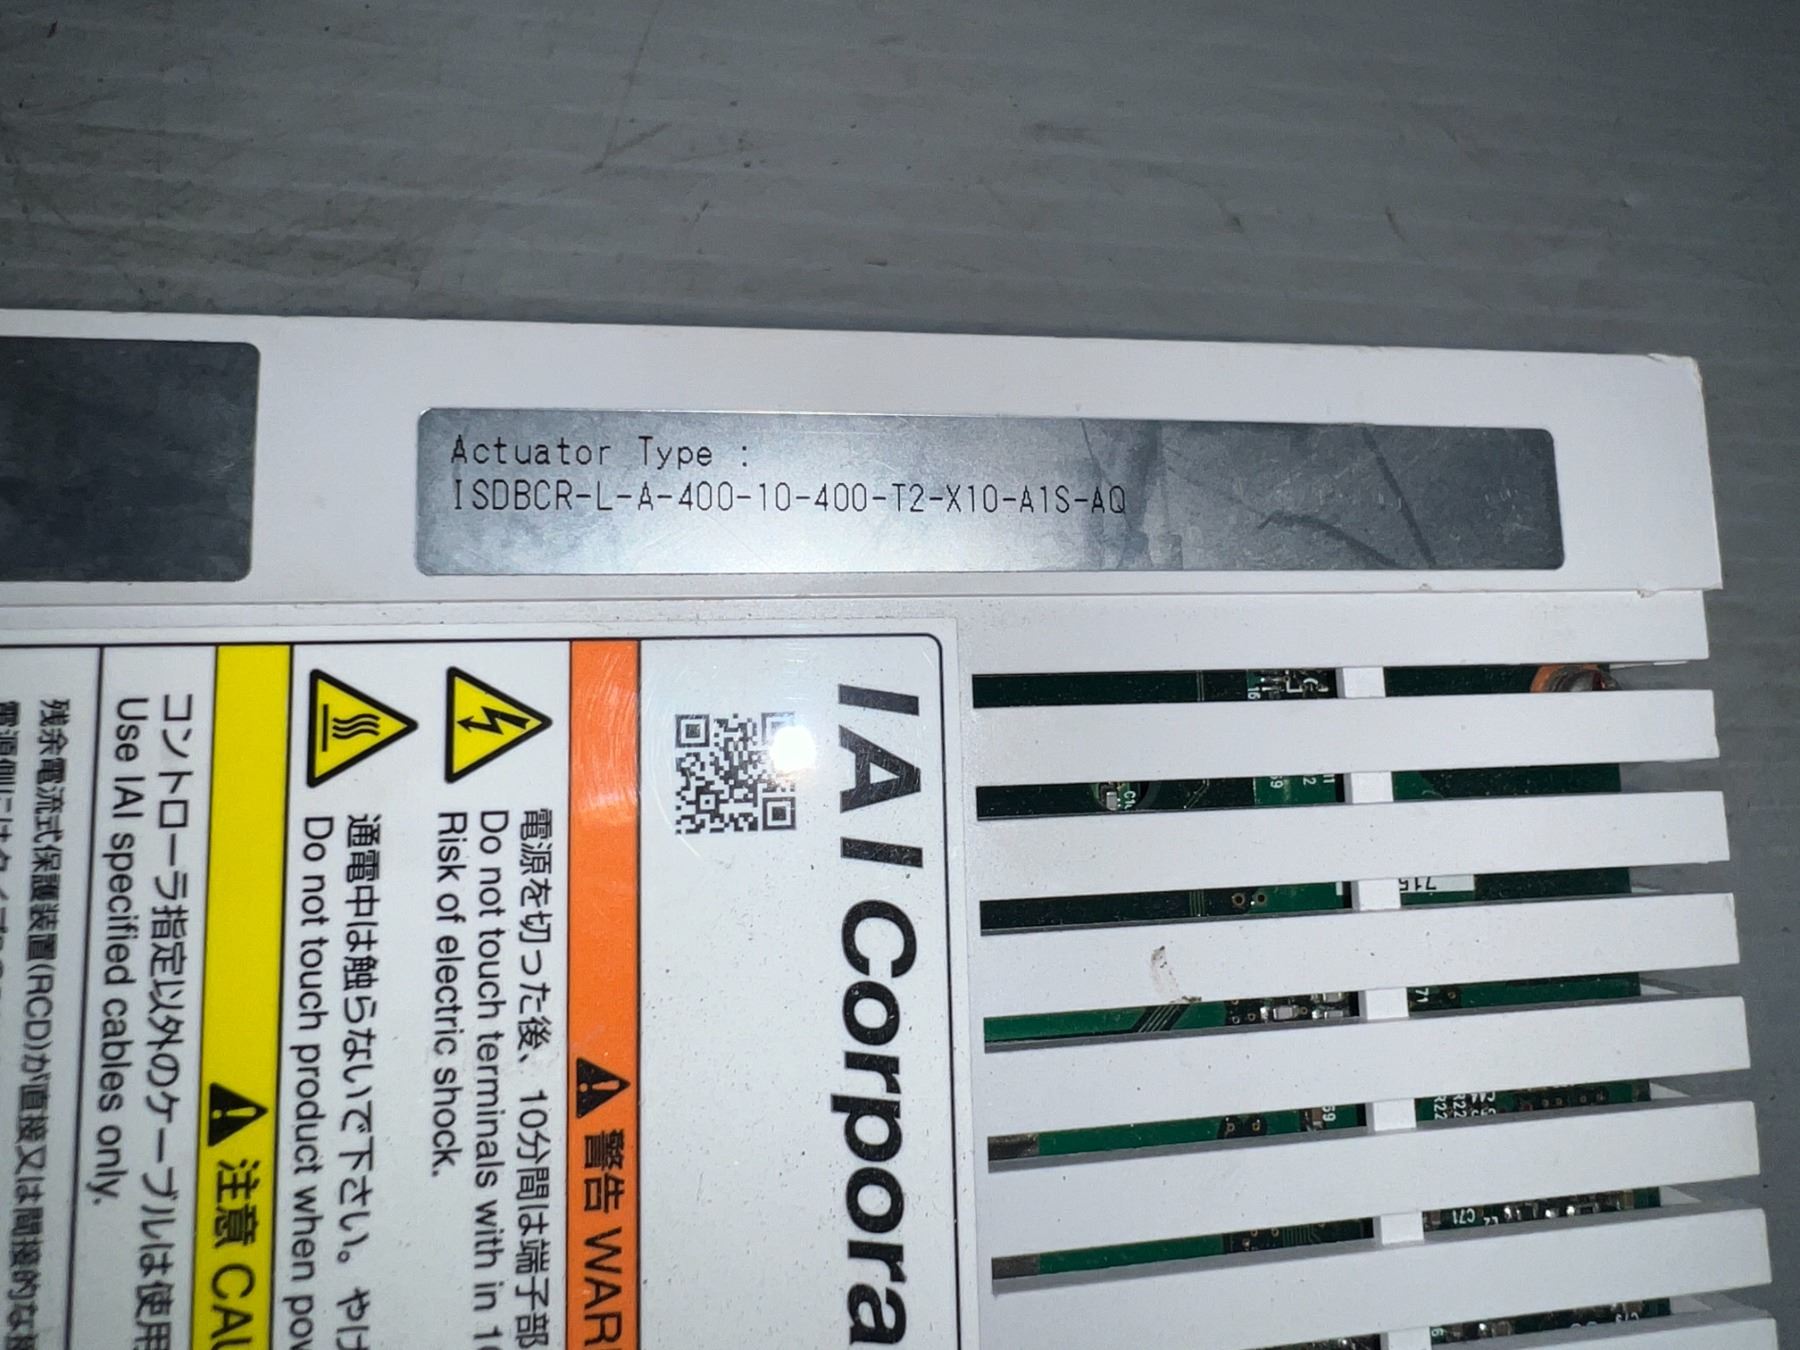 Actuator Type :
ISDBCR-L-A-400-10-400-T2-X10-A1S-AQ
IAI Corpora
警告 WAR
電源を切った後、10分間は端子部
Do not touch terminals with in 1
Risk of electric shock.
通電中は触らないで下さい。やけ
Do not touch product when pow
注意 CAU
コントローラ指定以外のケーブルは使用
Use IAI specified cables only.
残余電流式保護装置(RCD)が直接又は間接的な
715
C71